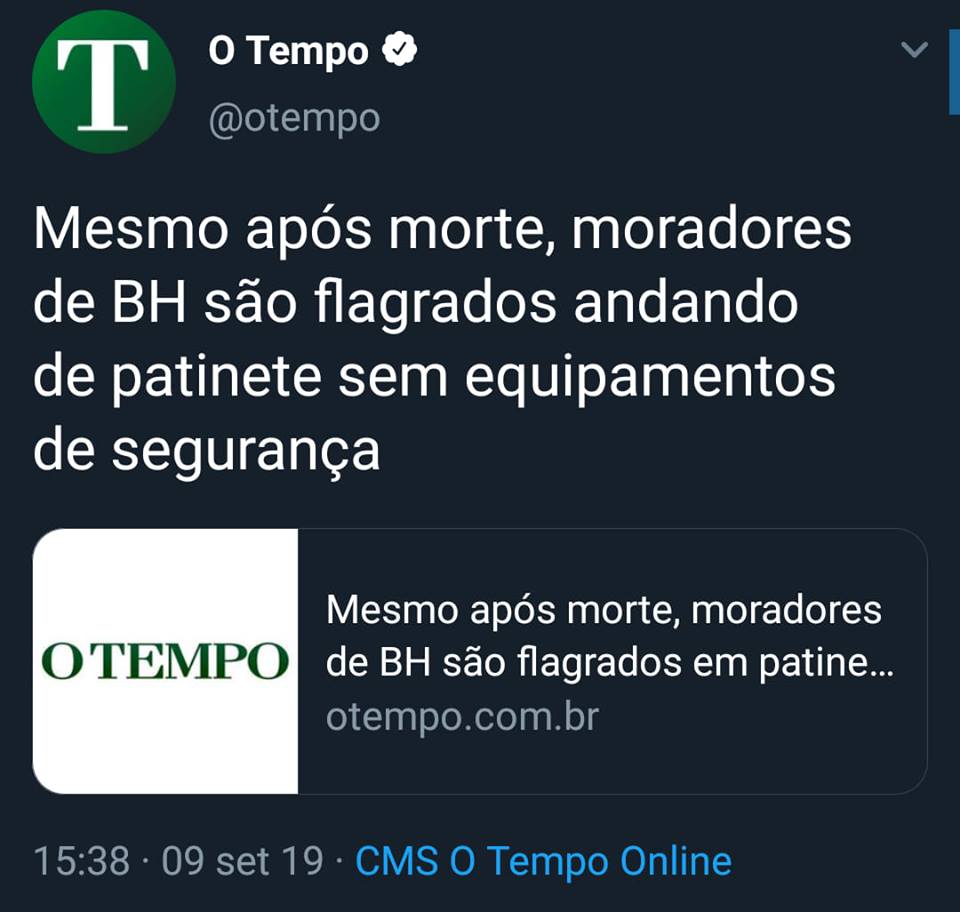 T
O Tempo
@otempo
Mesmo após morte, moradores
de BH são flagrados andando
de patinete sem equipamentos
de segurança
O TEMPO
Mesmo após morte, moradores
de BH são flagrados em patine...
otempo.com.br
15:38 · 09 set 19 · CMS O Tempo Online